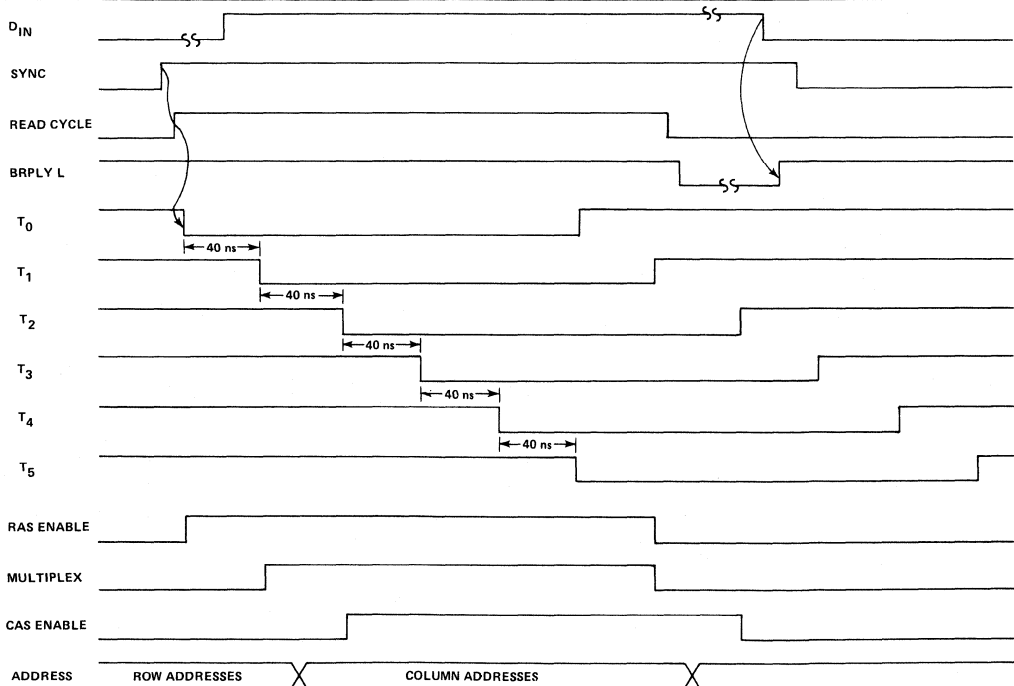 DIN
SYNC
READ CYCLE
BRPLY L
T0
40 ns
T1
40 ns
T2
40 ns
T3
40 ns
T4
40 ns
T5
RAS ENABLE
MULTIPLEX
CAS ENABLE
ADDRESS ROW ADDRESSES COLUMN ADDRESSES